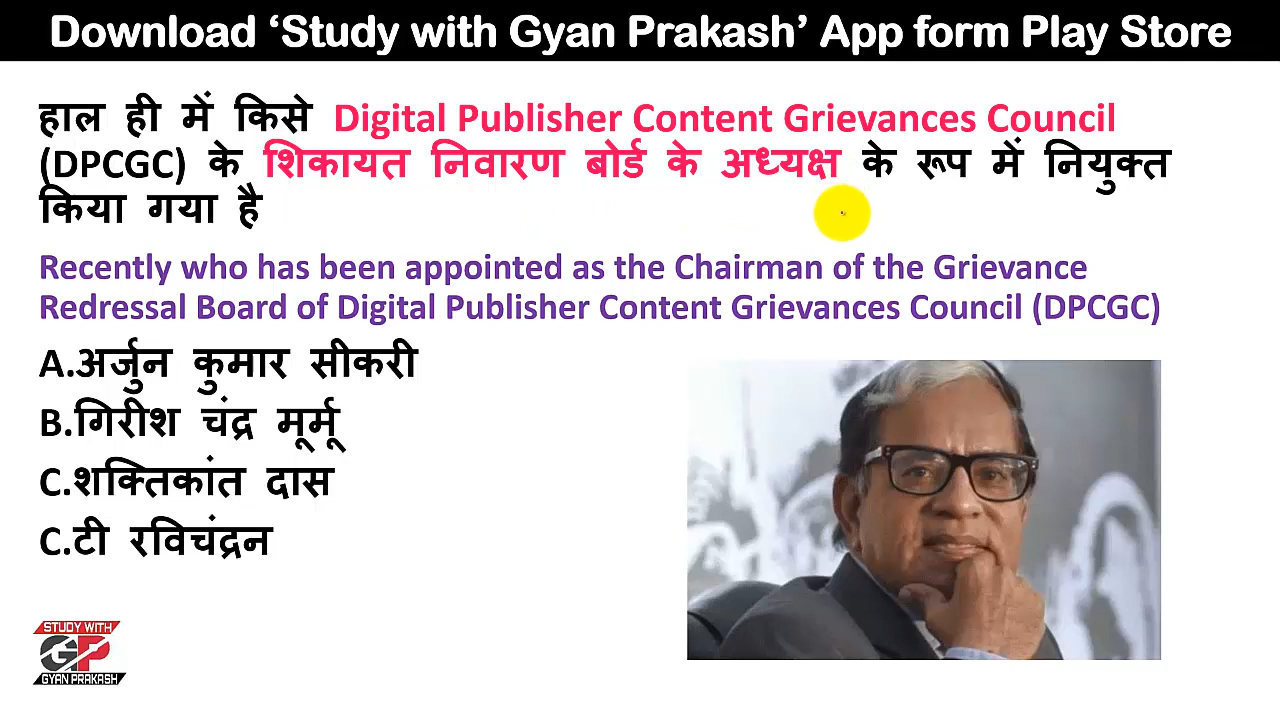 Download ‘Study with Gyan Prakash’ App form Play Store
हाल ही में किसे Digital Publisher Content Grievances Council
(DPCGC) के शिकायत निवारण बोर्ड के अध्यक्ष के रूप में नियुक्त
किया गया है
Recently who has been appointed as the Chairman of the Grievance
Redressal Board of Digital Publisher Content Grievances Council (DPCGC)
A.अर्जुन कुमार सीकरी
B.गिरीश चंद्र मूर्मू
C.शक्तिकांत दास
C.टी रविचंद्रन
STUDY WITH
GP
GYAN PRAKASH